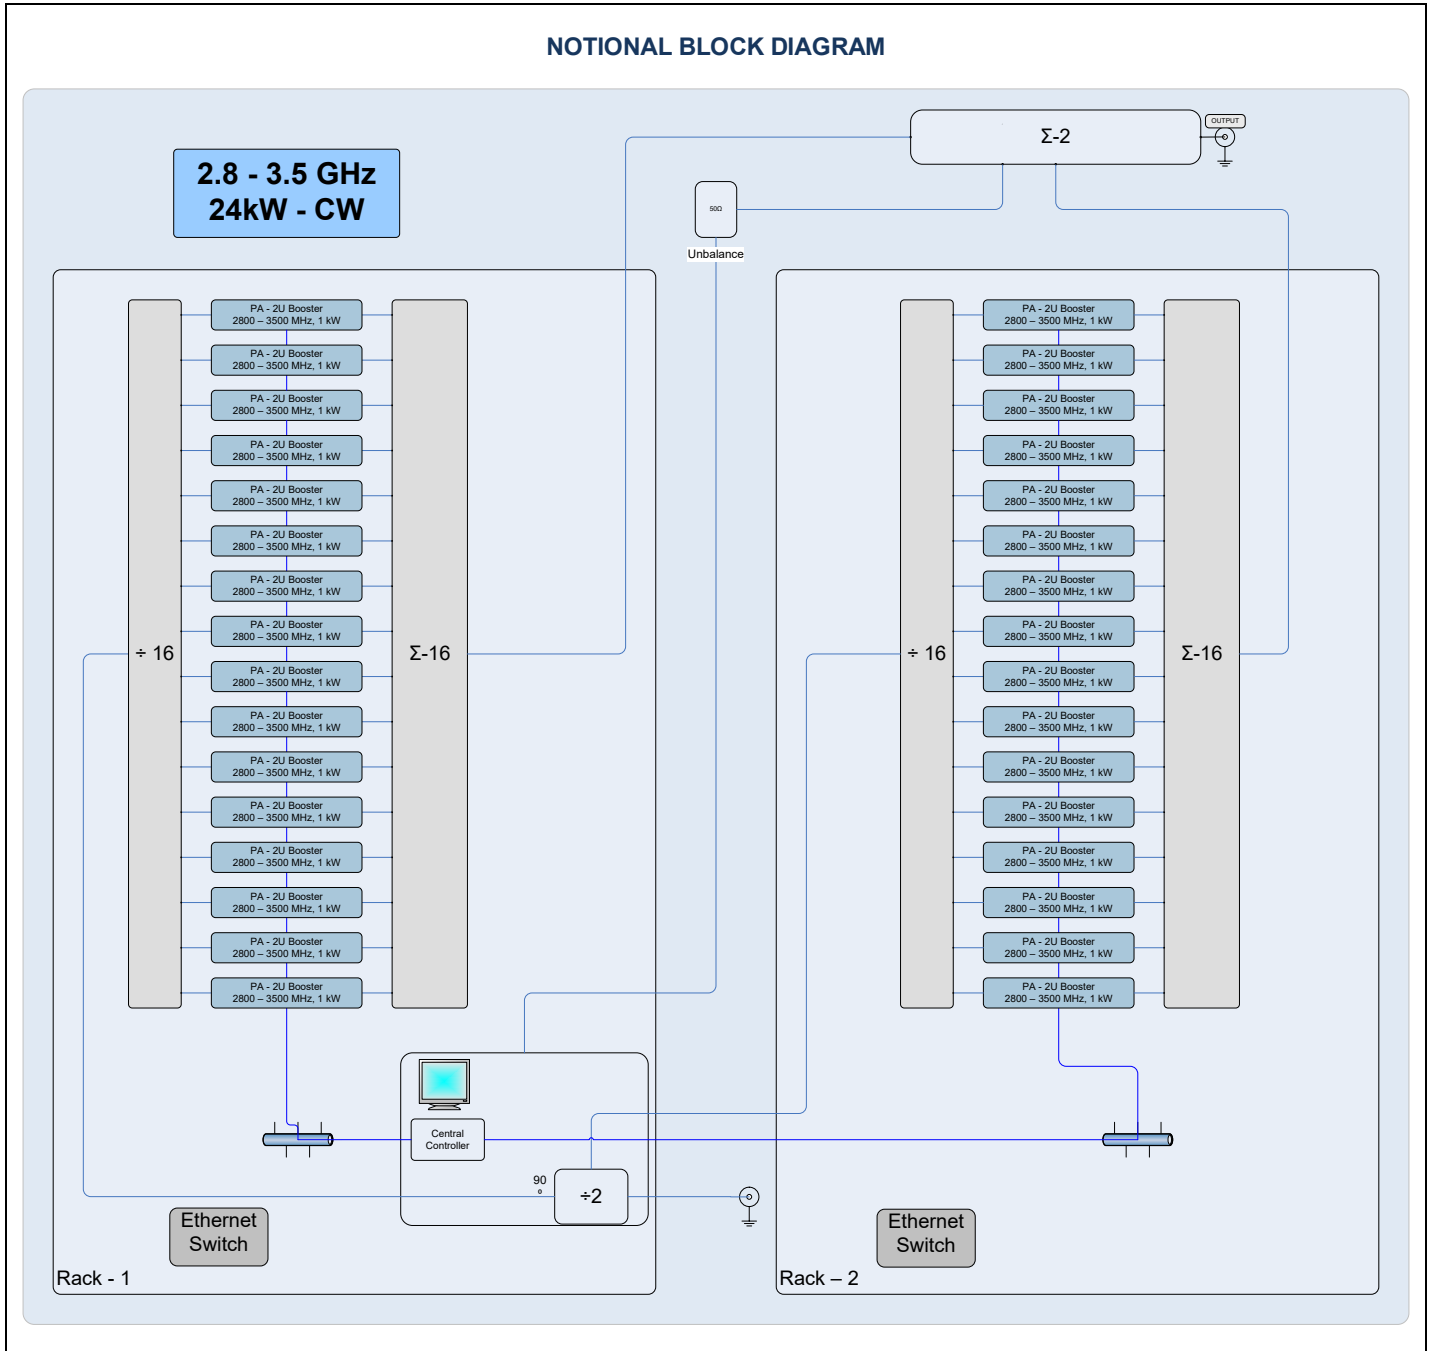 NOTIONAL BLOCK DIAGRAM
OUTPUT
Σ-2
2.8 - 3.5 GHz
24kW - CW
50Ω
Unbalance
PA - 2U Booster
2800 – 3500 MHz, 1 kW
PA - 2U Booster
2800 – 3500 MHz, 1 kW
PA - 2U Booster
2800 – 3500 MHz, 1 kW
PA - 2U Booster
2800 – 3500 MHz, 1 kW
PA - 2U Booster
2800 – 3500 MHz, 1 kW
PA - 2U Booster
2800 – 3500 MHz, 1 kW
PA - 2U Booster
2800 – 3500 MHz, 1 kW
PA - 2U Booster
2800 – 3500 MHz, 1 kW
PA - 2U Booster
2800 – 3500 MHz, 1 kW
PA - 2U Booster
2800 – 3500 MHz, 1 kW
PA - 2U Booster
2800 – 3500 MHz, 1 kW
PA - 2U Booster
2800 – 3500 MHz, 1 kW
PA - 2U Booster
2800 – 3500 MHz, 1 kW
PA - 2U Booster
2800 – 3500 MHz, 1 kW
PA - 2U Booster
2800 – 3500 MHz, 1 kW
PA - 2U Booster
2800 – 3500 MHz, 1 kW
÷ 16
Σ-16
Central
Controller
90
°
÷2
Ethernet
Switch
Rack - 1
PA - 2U Booster
2800 – 3500 MHz, 1 kW
PA - 2U Booster
2800 – 3500 MHz, 1 kW
PA - 2U Booster
2800 – 3500 MHz, 1 kW
PA - 2U Booster
2800 – 3500 MHz, 1 kW
PA - 2U Booster
2800 – 3500 MHz, 1 kW
PA - 2U Booster
2800 – 3500 MHz, 1 kW
PA - 2U Booster
2800 – 3500 MHz, 1 kW
PA - 2U Booster
2800 – 3500 MHz, 1 kW
PA - 2U Booster
2800 – 3500 MHz, 1 kW
PA - 2U Booster
2800 – 3500 MHz, 1 kW
PA - 2U Booster
2800 – 3500 MHz, 1 kW
PA - 2U Booster
2800 – 3500 MHz, 1 kW
PA - 2U Booster
2800 – 3500 MHz, 1 kW
PA - 2U Booster
2800 – 3500 MHz, 1 kW
PA - 2U Booster
2800 – 3500 MHz, 1 kW
PA - 2U Booster
2800 – 3500 MHz, 1 kW
÷ 16
Σ-16
Ethernet
Switch
Rack – 2